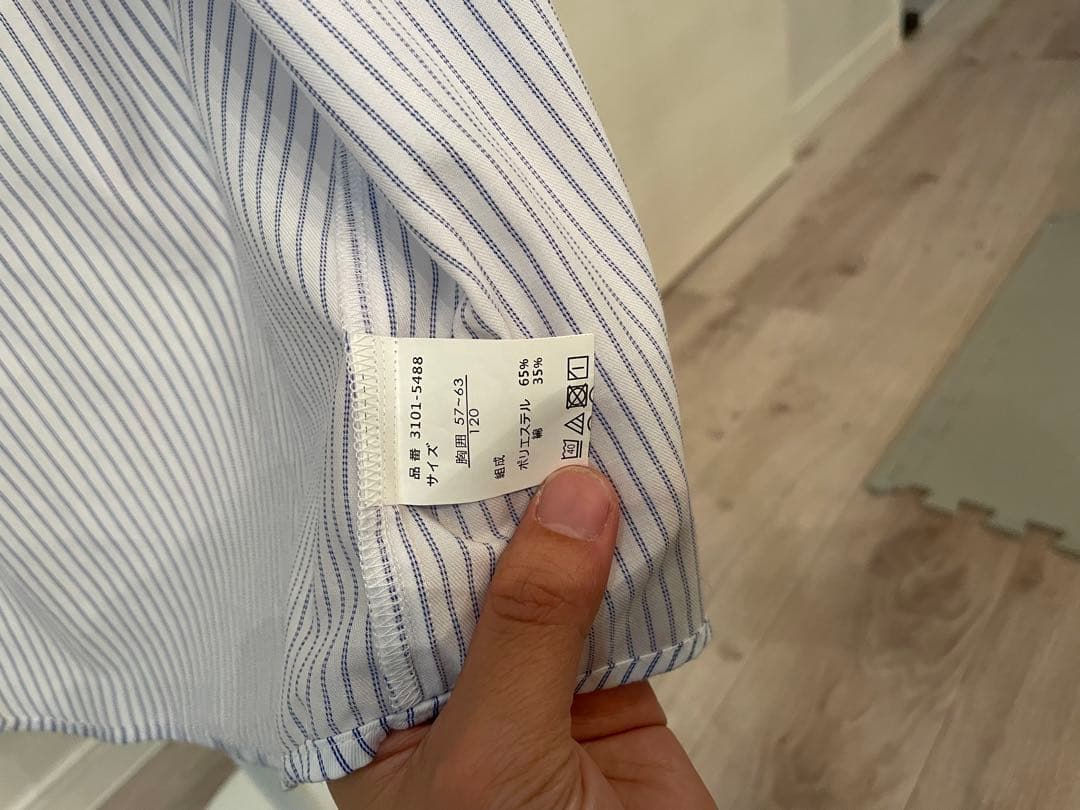 品番 3101-5488
サイズ
胸囲 57~63
120
組成
ポリエステル 65%
綿 35%
40